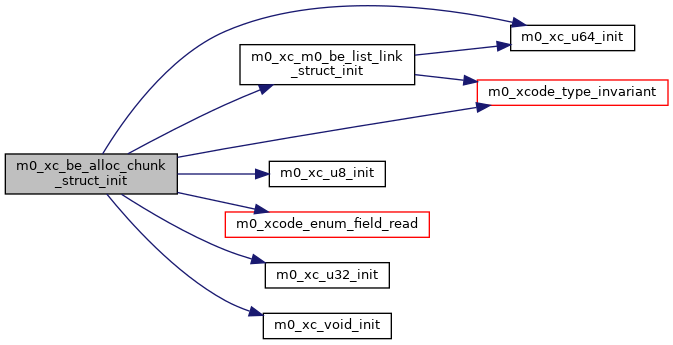 m0_xc_u64_init
m0_xc_m0_be_list_link
_struct_init
m0_xcode_type_invariant
m0_xc_be_alloc_chunk
_struct_init
m0_xc_u8_init
m0_xcode_enum_field_read
m0_xc_u32_init
m0_xc_void_init